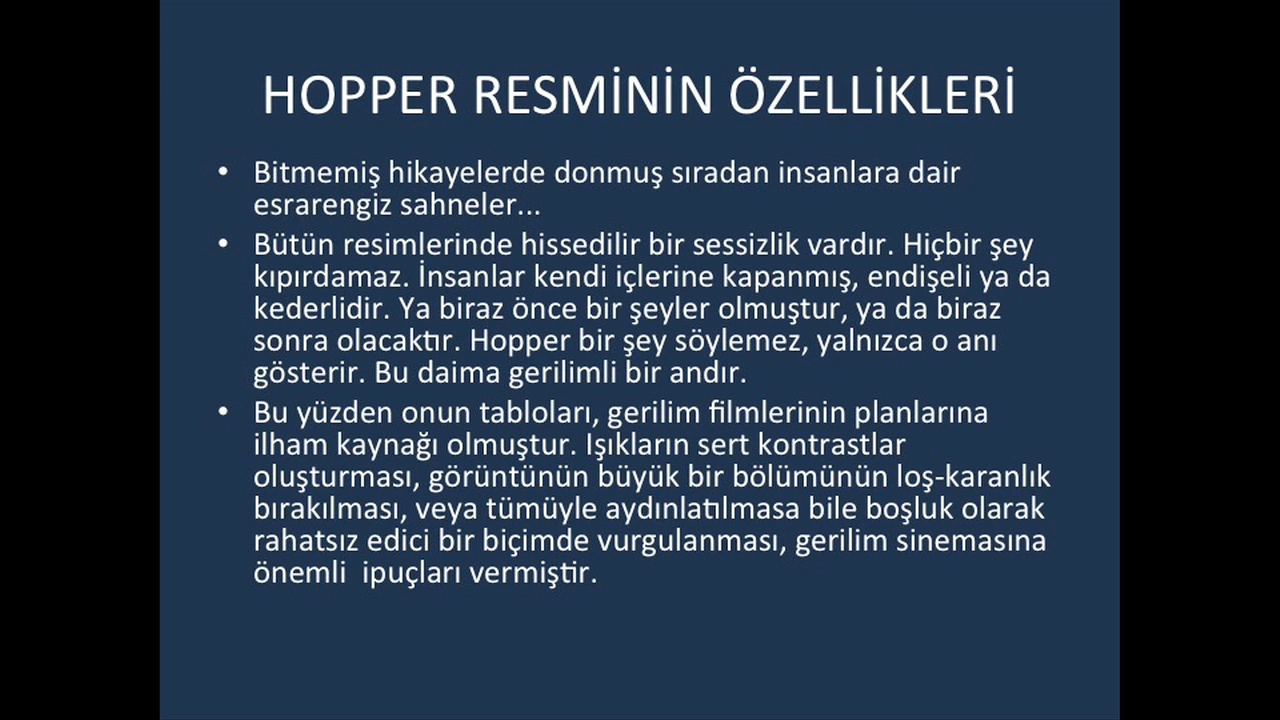 HOPPER RESMİNİN ÖZELLİKLERİ
• Bitmemiş hikayelerde donmuş sıradan insanlara dair
esrarengiz sahneler...
• Bütün resimlerinde hissedilir bir sessizlik vardır. Hiçbir şey
kıpırdamaz. İnsanlar kendi içlerine kapanmış, endişeli ya da
kederlidir. Ya biraz önce bir şeyler olmuştur, ya da biraz
sonra olacaktır. Hopper bir şey söylemez, yalnızca o anı
gösterir. Bu daima gerilimli bir andır.
• Bu yüzden onun tabloları, gerilim filmlerinin planlarına
ilham kaynağı olmuştur. Işıkların sert kontrastlar
oluşturması, görüntünün büyük bir bölümünün loş-karanlık
bırakılması, veya tümüyle aydınlatılmasa bile boşluk olarak
rahatsız edici bir biçimde vurgulanması, gerilim sinemasına
önemli  ipuçları vermiştir.